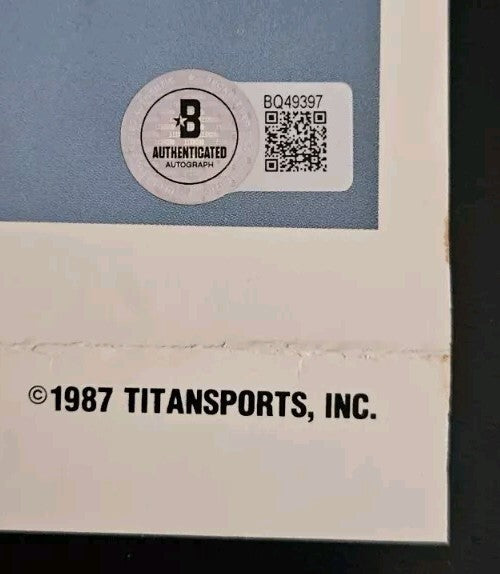 BQ49397
B
AUTHENTICATED
AUTOGRAPH
©1987 TITANSPORTS, INC.